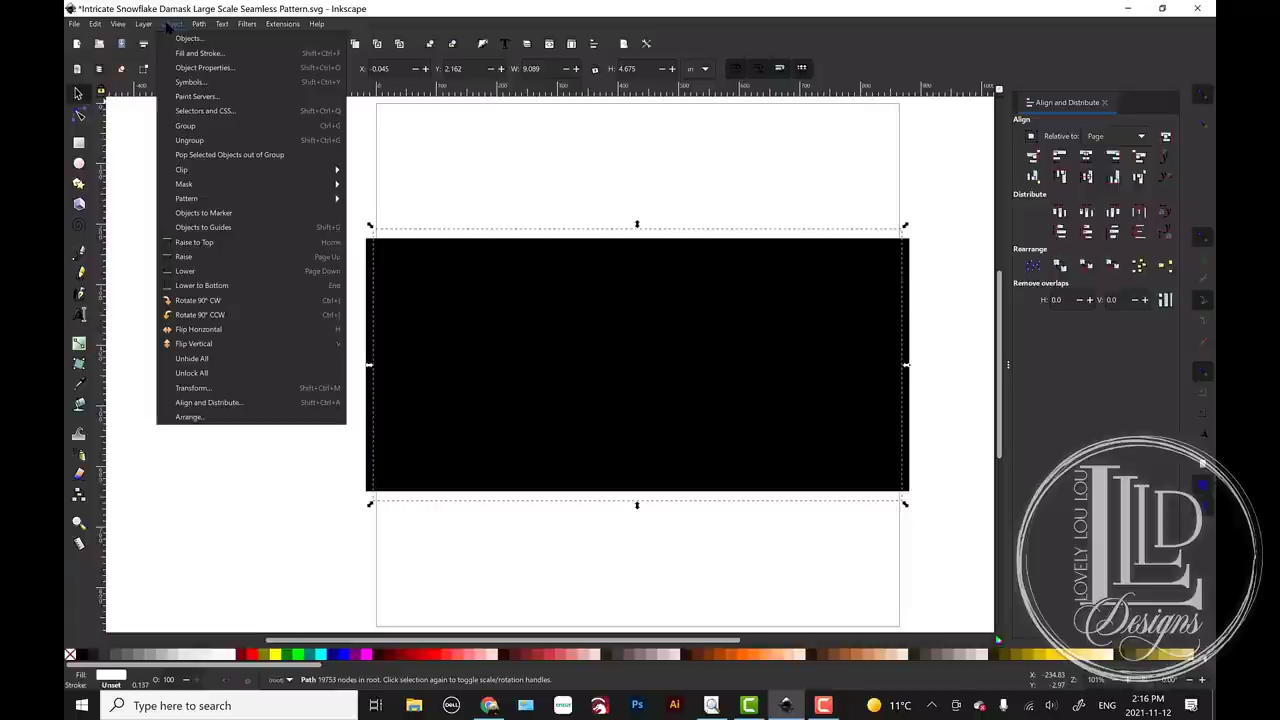 *Intricate Snowflake Damask Large Scale Seamless Pattern.svg - Inkscape
File Edit View Layer Object Path Text Filters Extensions Help
X: -0.045 Y: 2.162 W: 9.089 H: 4.675 in
Objects...
Fill and Stroke... Shift+Ctrl+F
Object Properties... Shift+Ctrl+O
Symbols... Shift+Ctrl+Y
Paint Servers...
Selectors and CSS... Shift+Ctrl+Q
Group Ctrl+G
Ungroup Shift+Ctrl+G
Pop Selected Objects out of Group
Clip
Mask
Pattern
Objects to Marker
Objects to Guides Shift+G
Raise to Top Home
Raise Page Up
Lower Page Down
Lower to Bottom End
Rotate 90° CW Ctrl+]
Rotate 90° CCW Ctrl+[
Flip Horizontal H
Flip Vertical V
Unhide All
Unlock All
Transform... Shift+Ctrl+M
Align and Distribute... Shift+Ctrl+A
Arrange...
Align and Distribute
Align
Relative to: Page
Distribute
Rearrange
Remove overlaps
H: 0.0 V: 0.0
LOVELY LOU LOU
LLLD
Designs
Fill:
Stroke: Unset 0.137
O: 100
(root)
Path 19753 nodes in root. Click selection again to toggle scale/rotation handles.
X: -234.83
Y: -2.97
Z: 101%
Type here to search
DELL
Ps
Ai
11°C
ENG
2:16 PM
2021-11-12